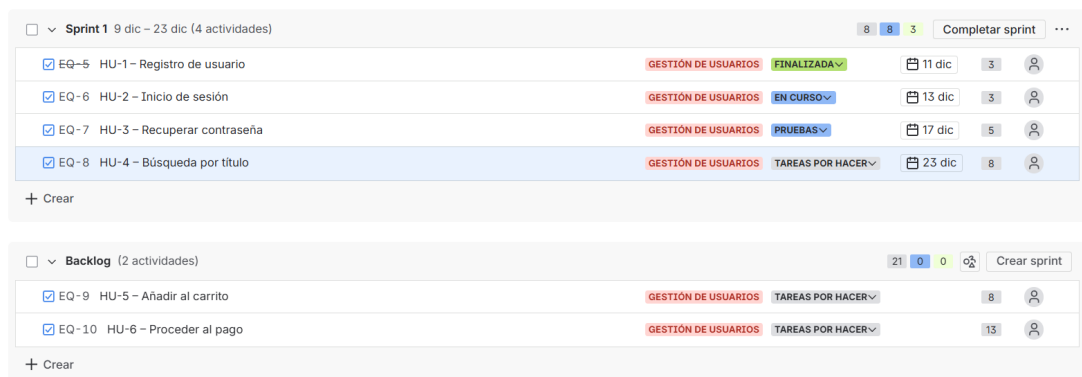 Sprint 1 9 dic – 23 dic (4 actividades) 8 8 3 Completar sprint ...
EQ-5 HU-1 – Registro de usuario GESTIÓN DE USUARIOS FINALIZADA 11 dic 3
EQ-6 HU-2 – Inicio de sesión GESTIÓN DE USUARIOS EN CURSO 13 dic 3
EQ-7 HU-3 – Recuperar contraseña GESTIÓN DE USUARIOS PRUEBAS 17 dic 5
EQ-8 HU-4 – Búsqueda por título GESTIÓN DE USUARIOS TAREAS POR HACER 23 dic 8
+ Crear
Backlog (2 actividades) 21 0 0 Crear sprint
EQ-9 HU-5 – Añadir al carrito GESTIÓN DE USUARIOS TAREAS POR HACER 8
EQ-10 HU-6 – Proceder al pago GESTIÓN DE USUARIOS TAREAS POR HACER 13
+ Crear